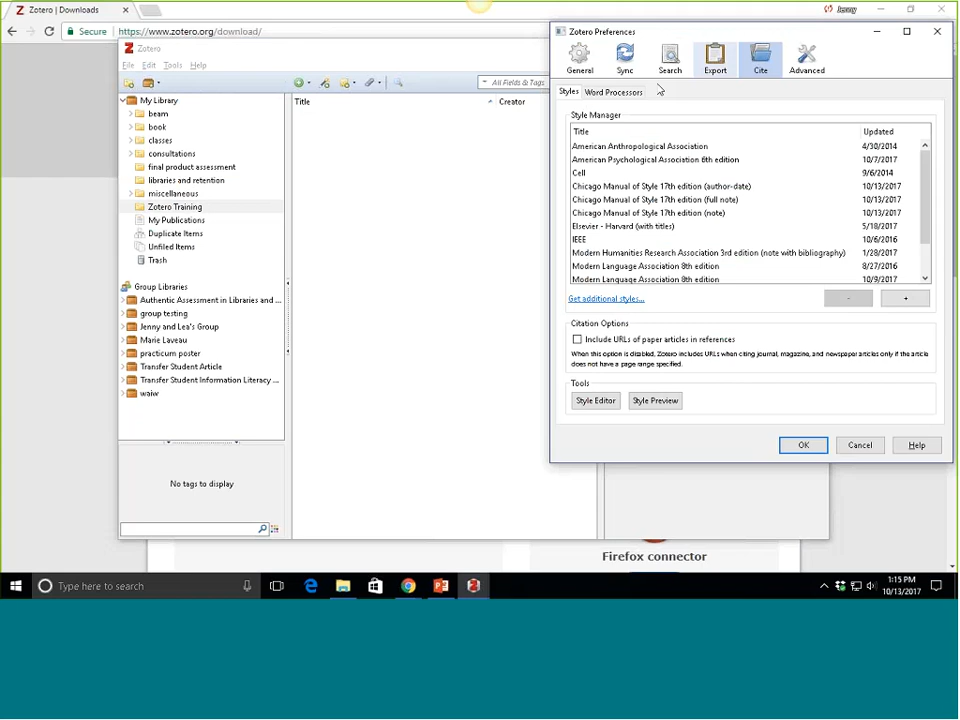 Zotero | Downloads
Jenny
Secure
https://www.zotero.org/download/
Zotero
File Edit Tools Help
All Fields & Tags
My Library
beam
book
classes
consultations
final product assessment
libraries and retention
miscellaneous
Zotero Training
My Publications
Duplicate Items
Unfiled Items
Trash
Group Libraries
Authentic Assessment in Libraries and ...
group testing
Jenny and Lea's Group
Marie Laveau
practicum poster
Transfer Student Article
Transfer Student Information Literacy ...
waiw
No tags to display
Title Creator
Zotero Preferences
General Sync Search Export Cite Advanced
Styles Word Processors
Style Manager
Title Updated
American Anthropological Association 4/30/2014
American Psychological Association 6th edition 10/7/2017
Cell 9/6/2014
Chicago Manual of Style 17th edition (author-date) 10/13/2017
Chicago Manual of Style 17th edition (full note) 10/13/2017
Chicago Manual of Style 17th edition (note) 10/13/2017
Elsevier - Harvard (with titles) 5/18/2017
IEEE 10/6/2016
Modern Humanities Research Association 3rd edition (note with bibliography) 1/28/2017
Modern Language Association 8th edition 8/27/2016
Modern Language Association 8th edition 10/9/2017
Get additional styles...
- +
Citation Options
Include URLs of paper articles in references
When this option is disabled, Zotero includes URLs when citing journal, magazine, and newspaper articles only if the article
does not have a page range specified.
Tools
Style Editor Style Preview
OK Cancel Help
Firefox connector
Type here to search
1:15 PM
10/13/2017